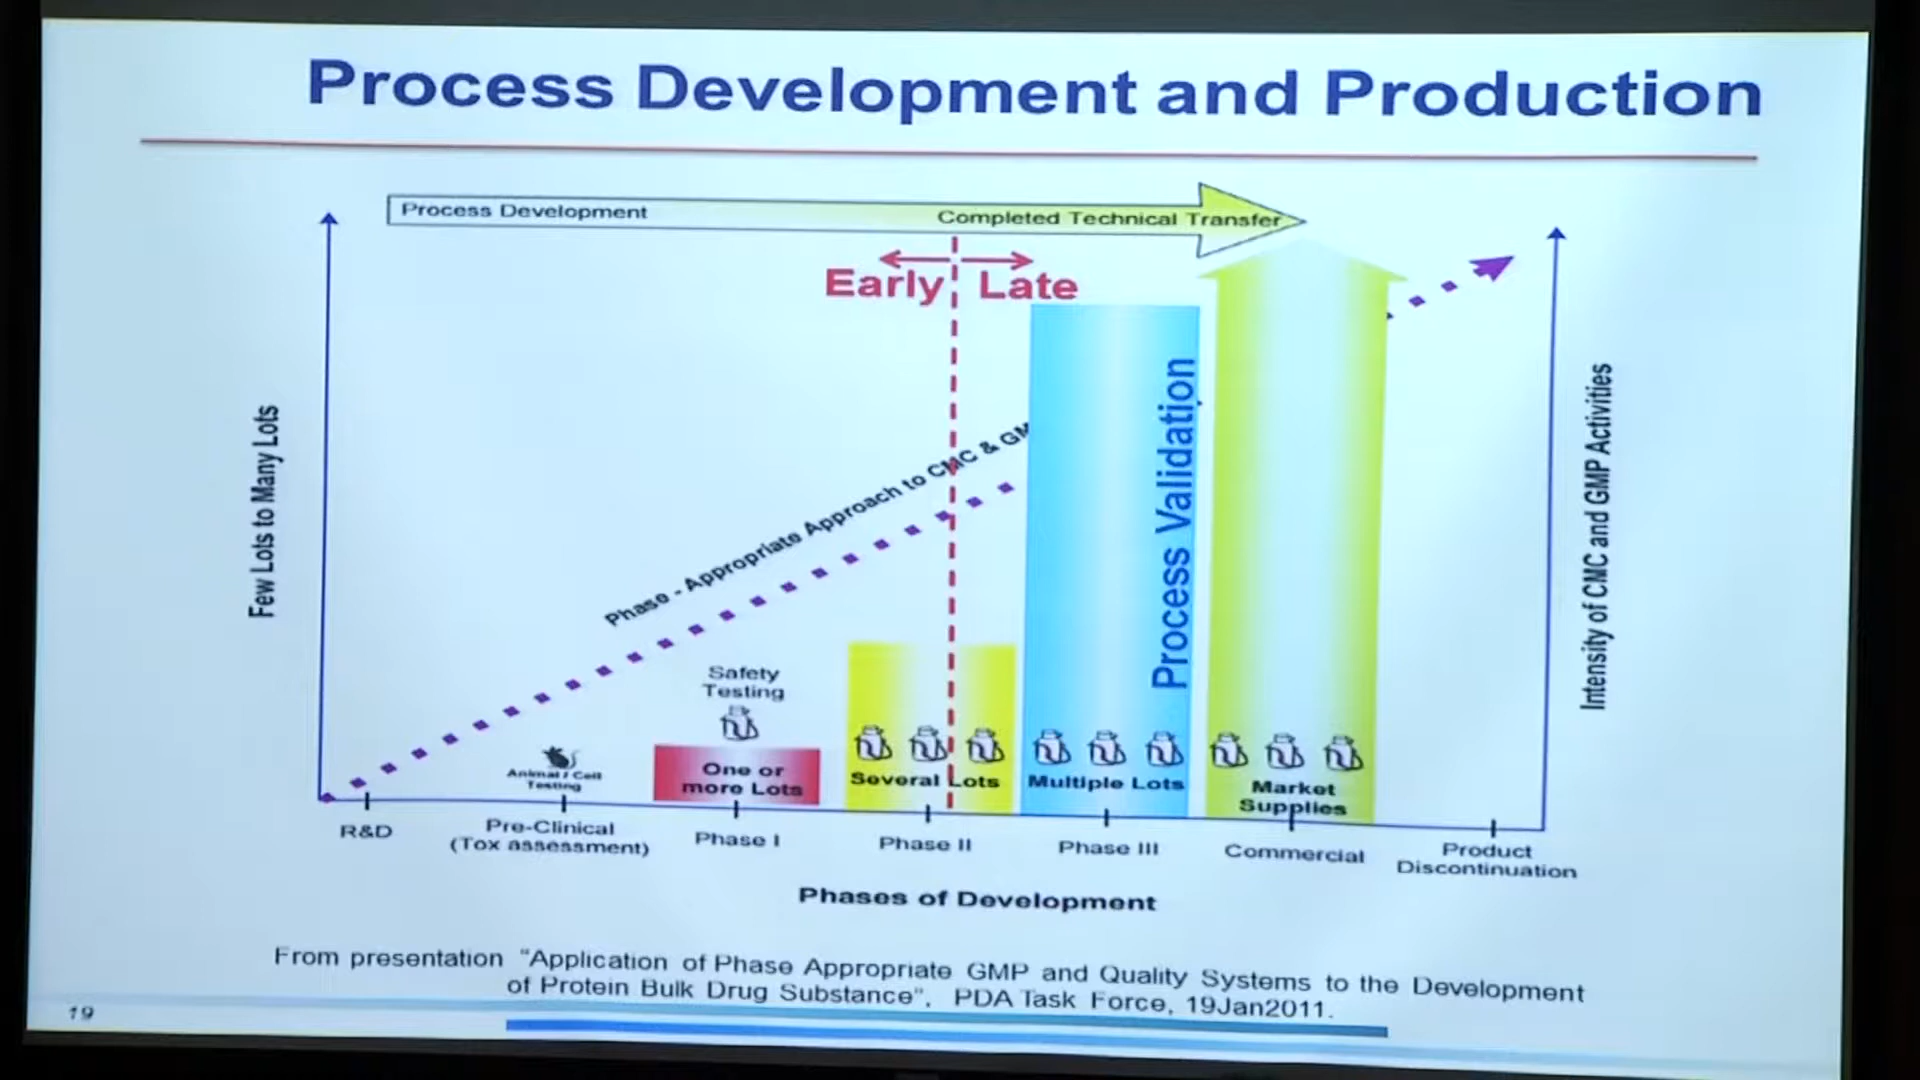 Process Development and Production
Process Development
Completed Technical Transfer
Early
Late
Few Lots to Many Lots
Phase - Appropriate Approach to CMC & GM
Process Validation
Intensity of CMC and GMP Activities
Safety
Testing
Animal / Cell
Testing
One or
more Lots
Several Lots
Multiple Lots
Market
Supplies
R&D
Pre-Clinical
(Tox assessment)
Phase I
Phase II
Phase III
Commercial
Product
Discontinuation
Phases of Development
From presentation "Application of Phase Appropriate GMP and Quality Systems to the Development
of Protein Bulk Drug Substance", PDA Task Force, 19Jan2011.
19